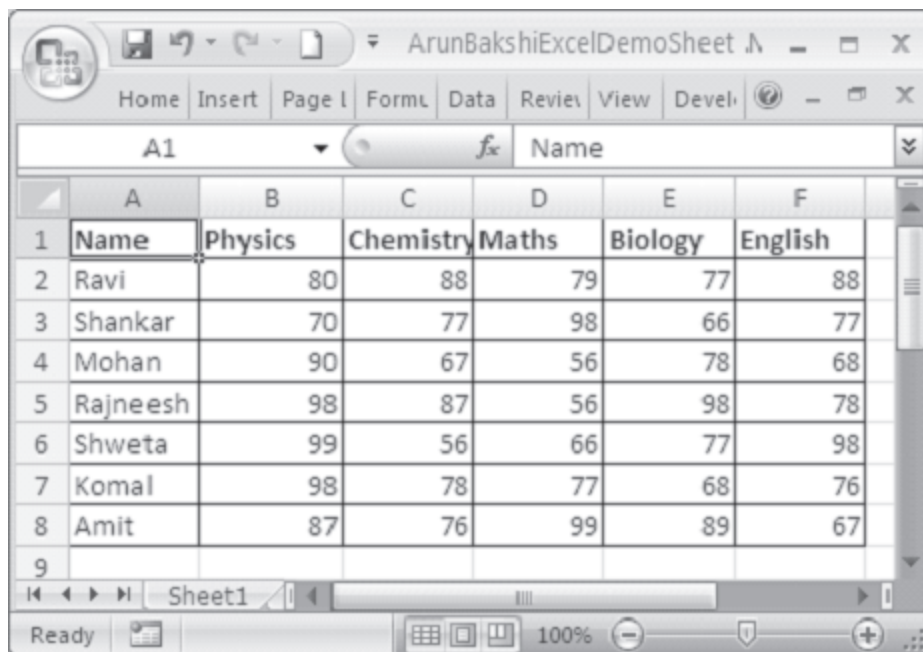 ArunBakshiExcelDemoSheet
Home Insert Page l Formu Data Review View Devel
A1 fx Name
A B C D E F
1 Name Physics Chemistry Maths Biology English
2 Ravi 80 88 79 77 88
3 Shankar 70 77 98 66 77
4 Mohan 90 67 56 78 68
5 Rajneesh 98 87 56 98 78
6 Shweta 99 56 66 77 98
7 Komal 98 78 77 68 76
8 Amit 87 76 99 89 67
9
Sheet1
Ready 100%